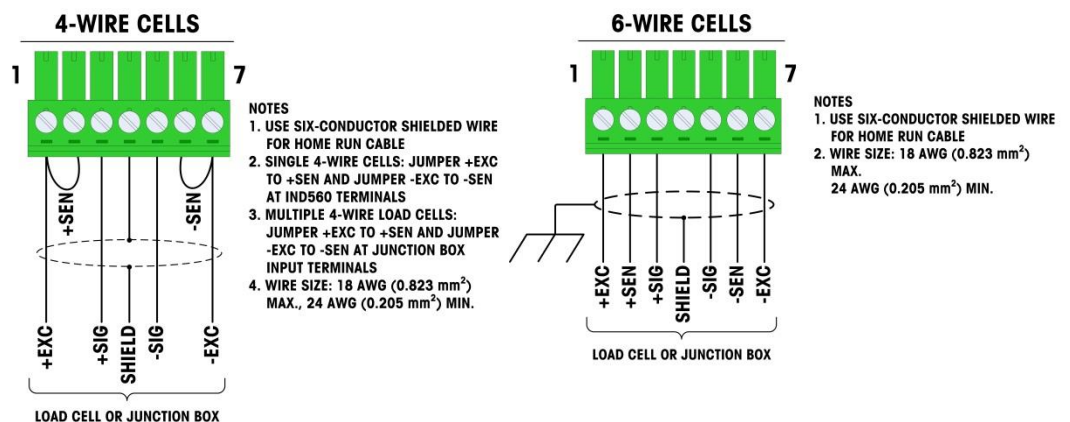 4-WIRE CELLS
1
7
NOTES
1. USE SIX-CONDUCTOR SHIELDED WIRE
FOR HOME RUN CABLE
2. SINGLE 4-WIRE CELLS: JUMPER +EXC
TO +SEN AND JUMPER -EXC TO -SEN
AT IND560 TERMINALS
3. MULTIPLE 4-WIRE LOAD CELLS:
JUMPER +EXC TO +SEN AND JUMPER
-EXC TO -SEN AT JUNCTION BOX
INPUT TERMINALS
4. WIRE SIZE: 18 AWG (0.823 mm²)
MAX., 24 AWG (0.205 mm²) MIN.
+SEN
-SEN
+EXC
+SIG
SHIELD
-SIG
-EXC
LOAD CELL OR JUNCTION BOX
6-WIRE CELLS
1
7
NOTES
1. USE SIX-CONDUCTOR SHIELDED WIRE
FOR HOME RUN CABLE
2. WIRE SIZE: 18 AWG (0.823 mm²)
MAX.
24 AWG (0.205 mm²) MIN.
+EXC
+SEN
+SIG
SHIELD
-SIG
-SEN
-EXC
LOAD CELL OR JUNCTION BOX